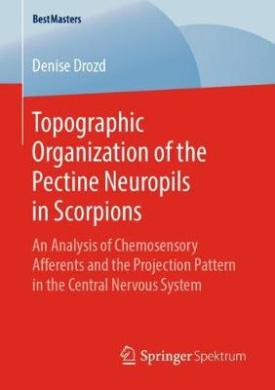 BestMasters
Denise Drozd
Topographic
Organization of the
Pectine Neuropils
in Scorpions
An Analysis of Chemosensory
Afferents and the Projection Pattern
in the Central Nervous System
Springer Spektrum